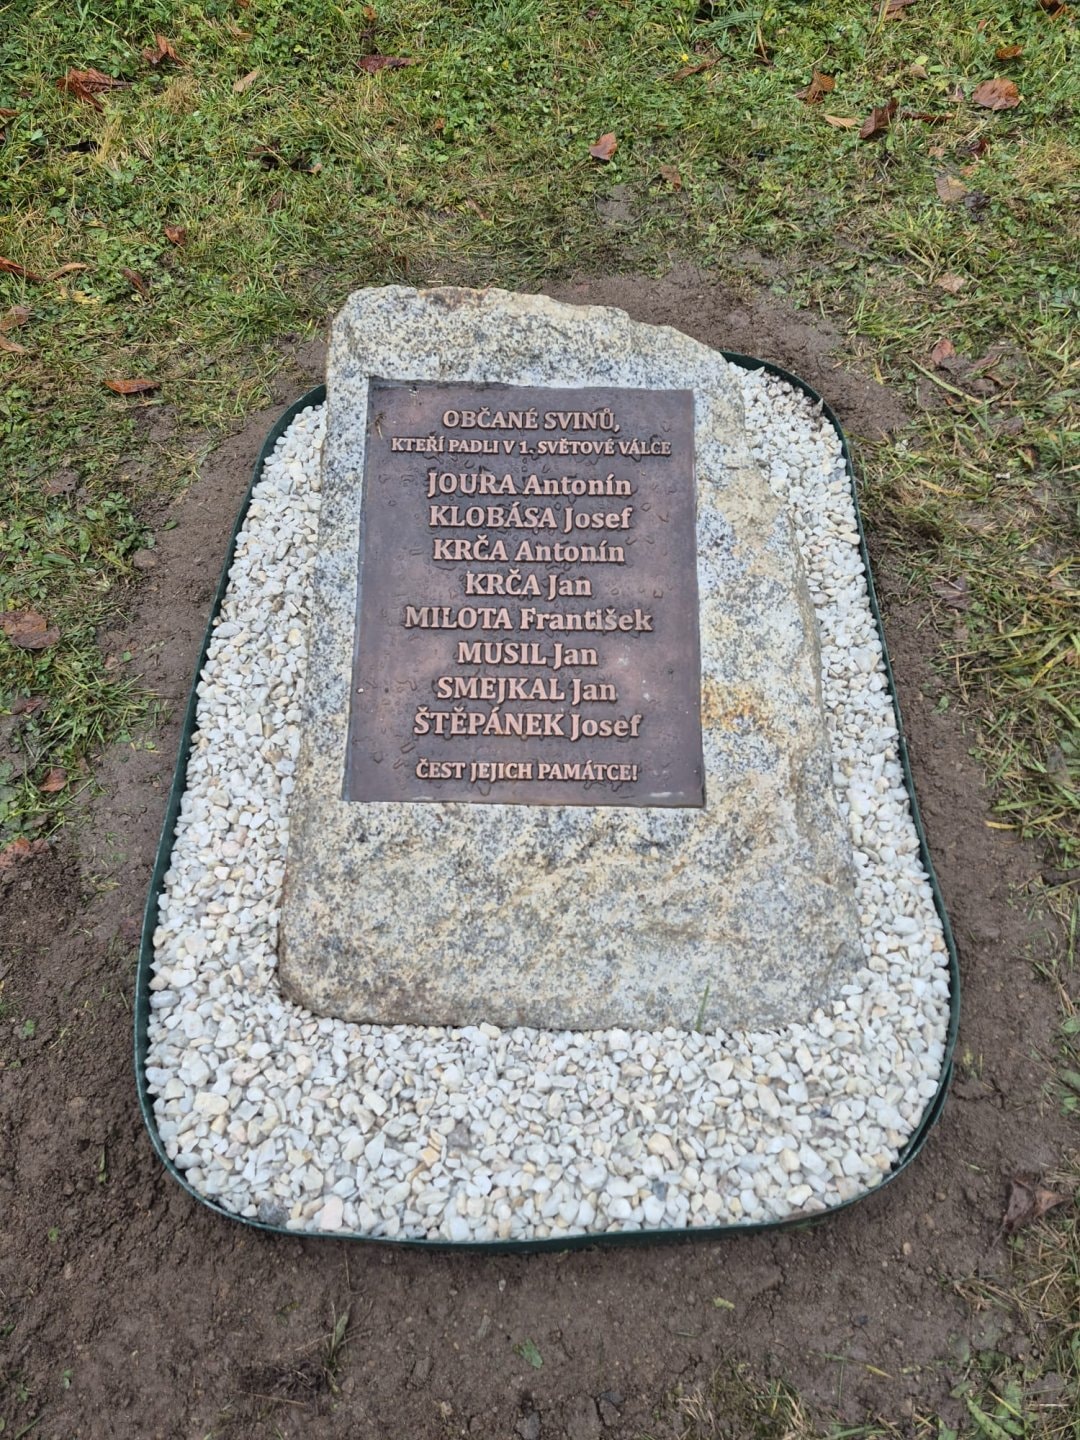 OBČANÉ SVINŮ,
KTEŘÍ PADLI V 1. SVĚTOVÉ VÁLCE
JOURA Antonín
KLOBÁSA Josef
KRČA Antonín
KRČA Jan
MILOTA František
MUSIL Jan
SMEJKAL Jan
ŠTĚPÁNEK Josef
ČEST JEJICH PAMÁTCE!